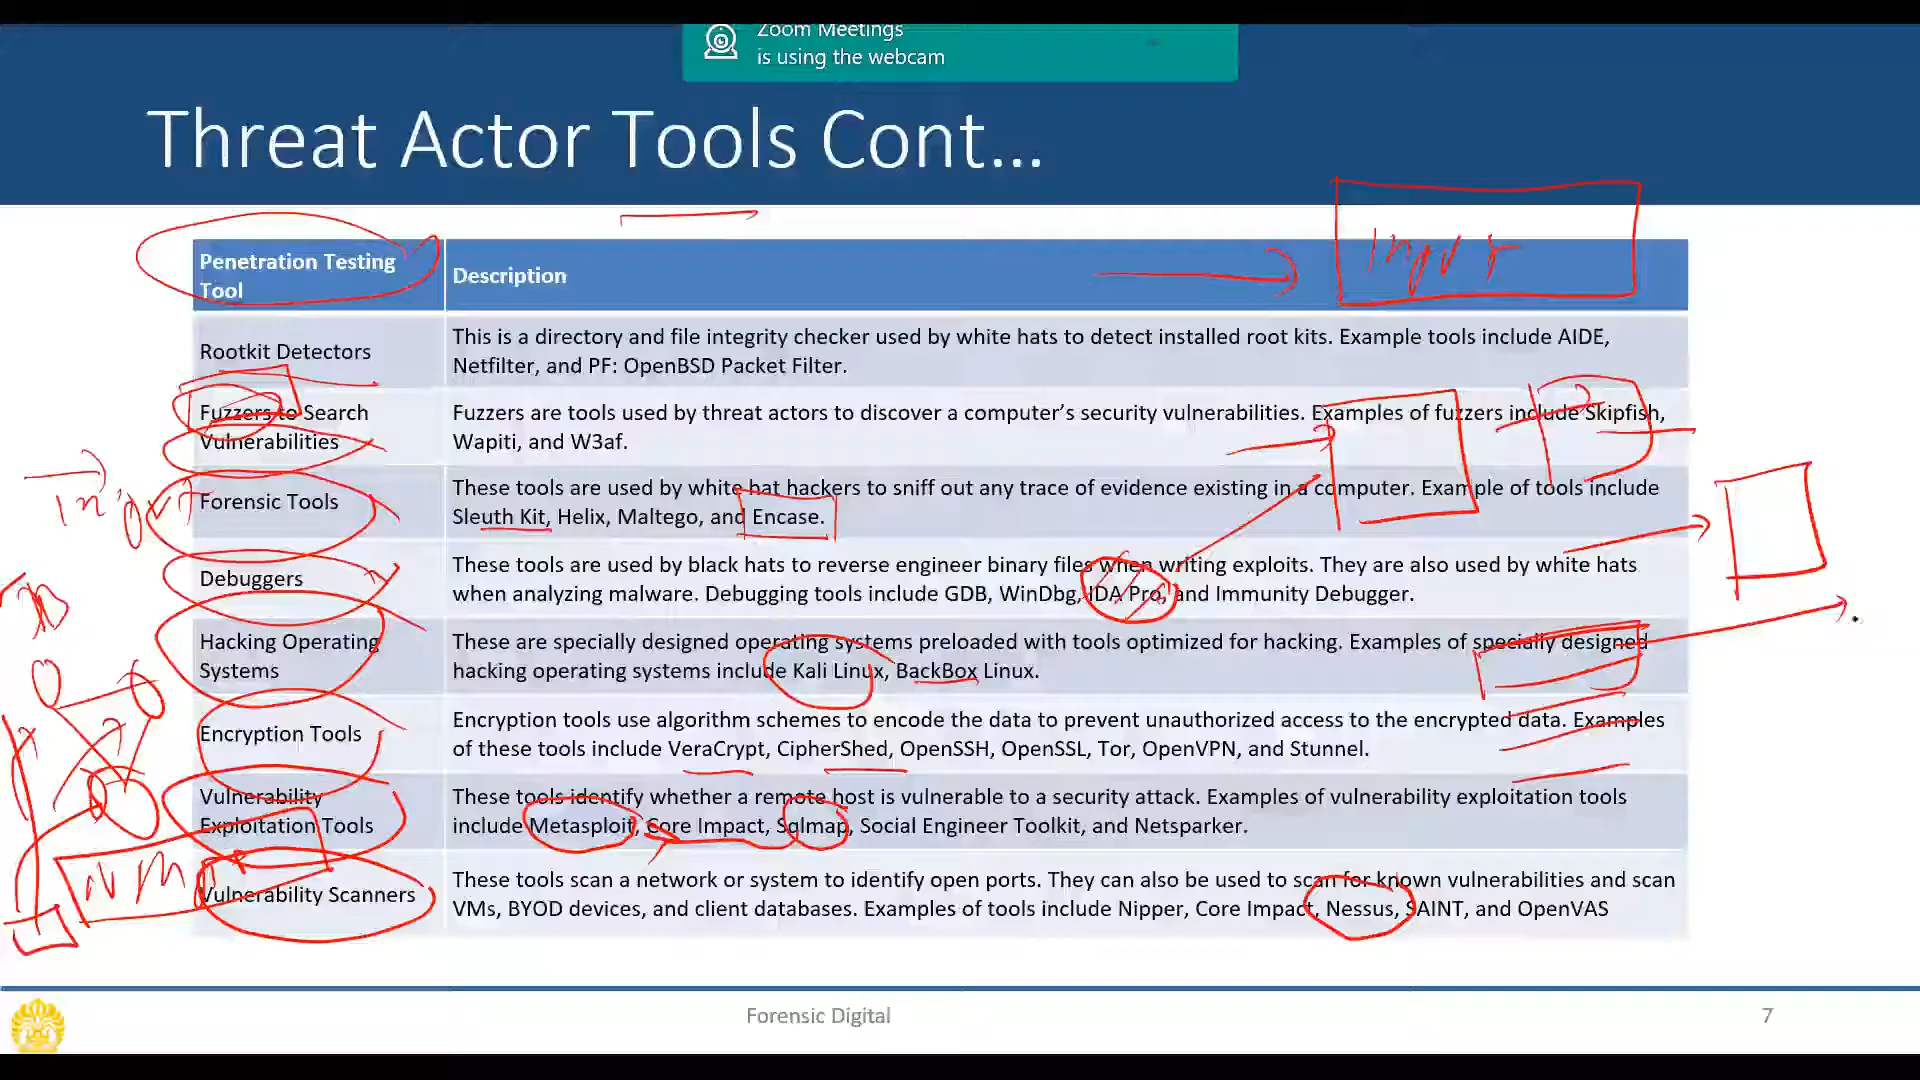 Zoom Meetings
is using the webcam
Threat Actor Tools Cont...
Penetration Testing
Tool
Description
Input
Rootkit Detectors
This is a directory and file integrity checker used by white hats to detect installed root kits. Example tools include AIDE,
Netfilter, and PF: OpenBSD Packet Filter.
Fuzzers to Search
Vulnerabilities
Fuzzers are tools used by threat actors to discover a computer's security vulnerabilities. Examples of fuzzers include Skipfish,
Wapiti, and W3af.
Input
Forensic Tools
These tools are used by white hat hackers to sniff out any trace of evidence existing in a computer. Example of tools include
Sleuth Kit, Helix, Maltego, and Encase.
Debuggers
These tools are used by black hats to reverse engineer binary files when writing exploits. They are also used by white hats
when analyzing malware. Debugging tools include GDB, WinDbg, IDA Pro, and Immunity Debugger.
Hacking Operating
Systems
These are specially designed operating systems preloaded with tools optimized for hacking. Examples of specially designed
hacking operating systems include Kali Linux, BackBox Linux.
Encryption Tools
Encryption tools use algorithm schemes to encode the data to prevent unauthorized access to the encrypted data. Examples
of these tools include VeraCrypt, CipherShed, OpenSSH, OpenSSL, Tor, OpenVPN, and Stunnel.
Vulnerability
Exploitation Tools
These tools identify whether a remote host is vulnerable to a security attack. Examples of vulnerability exploitation tools
include Metasploit, Core Impact, Sqlmap, Social Engineer Toolkit, and Netsparker.
Vulnerability Scanners
These tools scan a network or system to identify open ports. They can also be used to scan for known vulnerabilities and scan
VMs, BYOD devices, and client databases. Examples of tools include Nipper, Core Impact, Nessus, SAINT, and OpenVAS
Forensic Digital
7